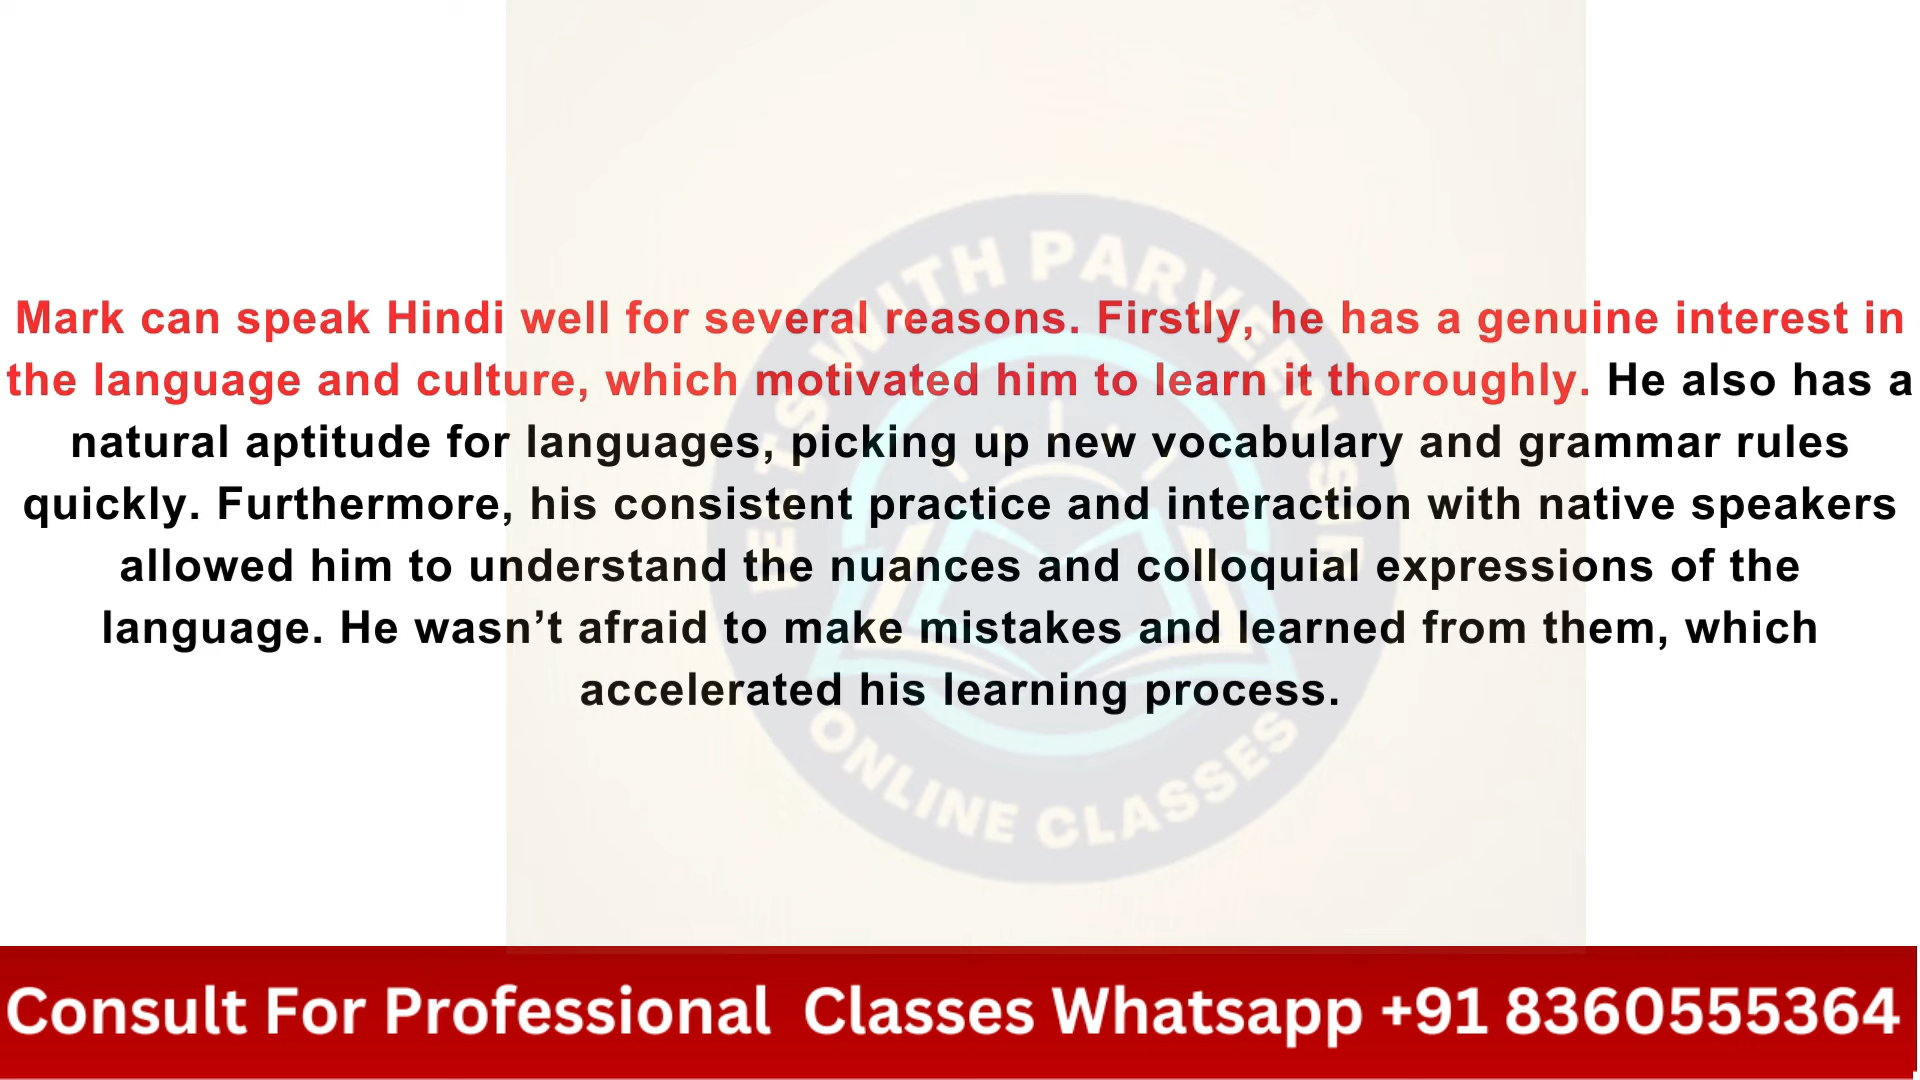 Mark can speak Hindi well for several reasons. Firstly, he has a genuine interest in
the language and culture, which motivated him to learn it thoroughly. He also has a
natural aptitude for languages, picking up new vocabulary and grammar rules
quickly. Furthermore, his consistent practice and interaction with native speakers
allowed him to understand the nuances and colloquial expressions of the
language. He wasn’t afraid to make mistakes and learned from them, which
accelerated his learning process.
WITH PARVEN
ONLINE CLASSES
Consult For Professional Classes Whatsapp +91 8360555364